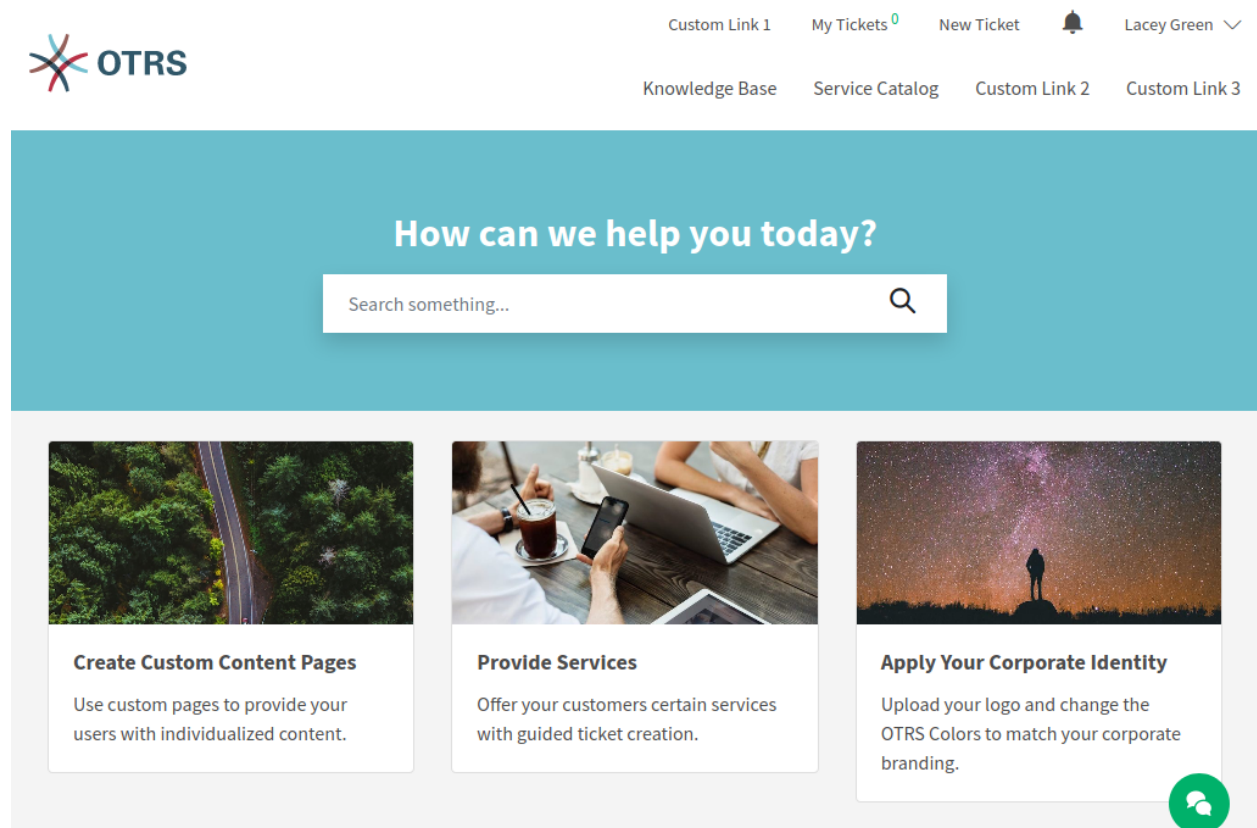 Custom Link 1 My Tickets 0 New Ticket Lacey Green
OTRS
Knowledge Base Service Catalog Custom Link 2 Custom Link 3
How can we help you today?
Search something...
Create Custom Content Pages
Use custom pages to provide your
users with individualized content.
Provide Services
Offer your customers certain services
with guided ticket creation.
Apply Your Corporate Identity
Upload your logo and change the
OTRS Colors to match your corporate
branding.